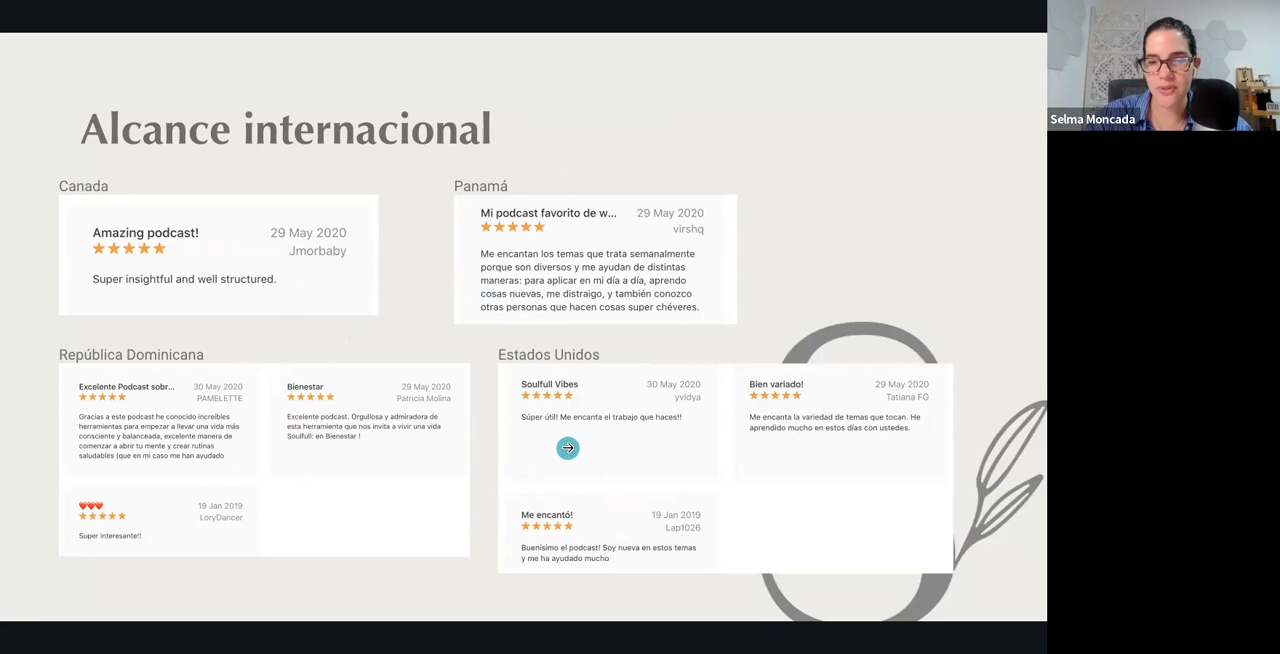 Alcance internacional
Canada
Amazing podcast! 29 May 2020
Jmorbaby
Super insightful and well structured.
Panamá
Mi podcast favorito de w... 29 May 2020
virshq
Me encantan los temas que trata semanalmente
porque son diversos y me ayudan de distintas
maneras: para aplicar en mi día a día, aprendo
cosas nuevas, me distraigo, y también conozco
otras personas que hacen cosas super chéveres.
República Dominicana
Excelente Podcast sobr... 30 May 2020
PAMELETTE
Gracias a este podcast he conocido increíbles
herramientas para empezar a llevar una vida más
consciente y balanceada, excelente manera de
comenzar a abrir tu mente y crear rutinas
saludables (que en mi caso me han ayudado
Bienestar 29 May 2020
Patricia Molina
Excelente podcast. Orgullosa y admiradora de
esta herramienta que nos invita a vivir una vida
Soulfull: en Bienestar !
19 Jan 2019
LoryDancer
Super interesante!!
Estados Unidos
Soulfull Vibes 30 May 2020
yvidya
Súper útil! Me encanta el trabajo que haces!!
Bien variado! 29 May 2020
Tatiana FG
Me encanta la variedad de temas que tocan. He
aprendido mucho en estos días con ustedes.
Me encantó! 19 Jan 2019
Lap1026
Buenísimo el podcast! Soy nueva en estos temas
y me ha ayudado mucho
Selma Moncada